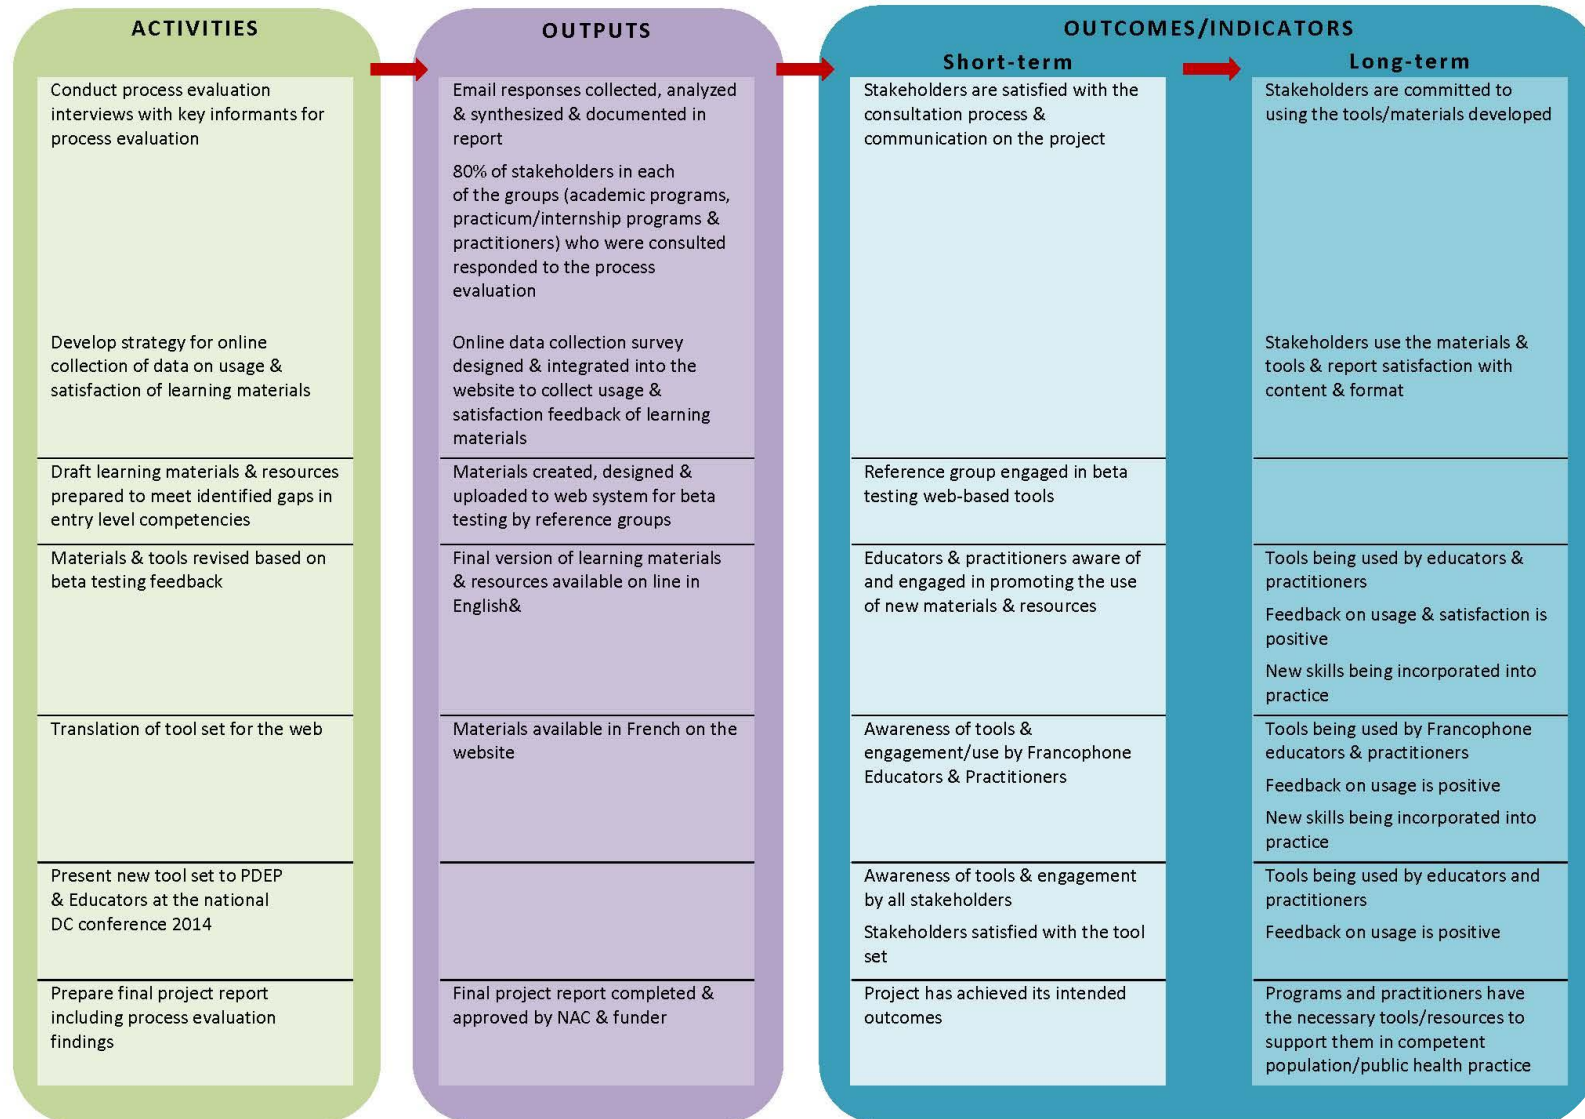 ACTIVITIES
OUTPUTS
OUTCOMES/INDICATORS
Short-term
Long-term
Conduct process evaluation
interviews with key informants for
process evaluation
Email responses collected, analyzed
& synthesized & documented in
report
80% of stakeholders in each
of the groups (academic programs,
practicum/internship programs &
practitioners) who were consulted
responded to the process
evaluation
Stakeholders are satisfied with the
consultation process &
communication on the project
Stakeholders are committed to
using the tools/materials developed
Develop strategy for online
collection of data on usage &
satisfaction of learning materials
Online data collection survey
designed & integrated into the
website to collect usage &
satisfaction feedback of learning
materials
Stakeholders use the materials &
tools & report satisfaction with
content & format
Draft learning materials & resources
prepared to meet identified gaps in
entry level competencies
Materials created, designed &
uploaded to web system for beta
testing by reference groups
Reference group engaged in beta
testing web-based tools
Materials & tools revised based on
beta testing feedback
Final version of learning materials
& resources available on line in
English&
Educators & practitioners aware of
and engaged in promoting the use
of new materials & resources
Tools being used by educators &
practitioners
Feedback on usage & satisfaction is
positive
New skills being incorporated into
practice
Translation of tool set for the web
Materials available in French on the
website
Awareness of tools &
engagement/use by Francophone
Educators & Practitioners
Tools being used by Francophone
educators & practitioners
Feedback on usage is positive
New skills being incorporated into
practice
Present new tool set to PDEP
& Educators at the national
DC conference 2014
Awareness of tools & engagement
by all stakeholders
Stakeholders satisfied with the tool
set
Tools being used by educators and
practitioners
Feedback on usage is positive
Prepare final project report
including process evaluation
findings
Final project report completed &
approved by NAC & funder
Project has achieved its intended
outcomes
Programs and practitioners have
the necessary tools/resources to
support them in competent
population/public health practice